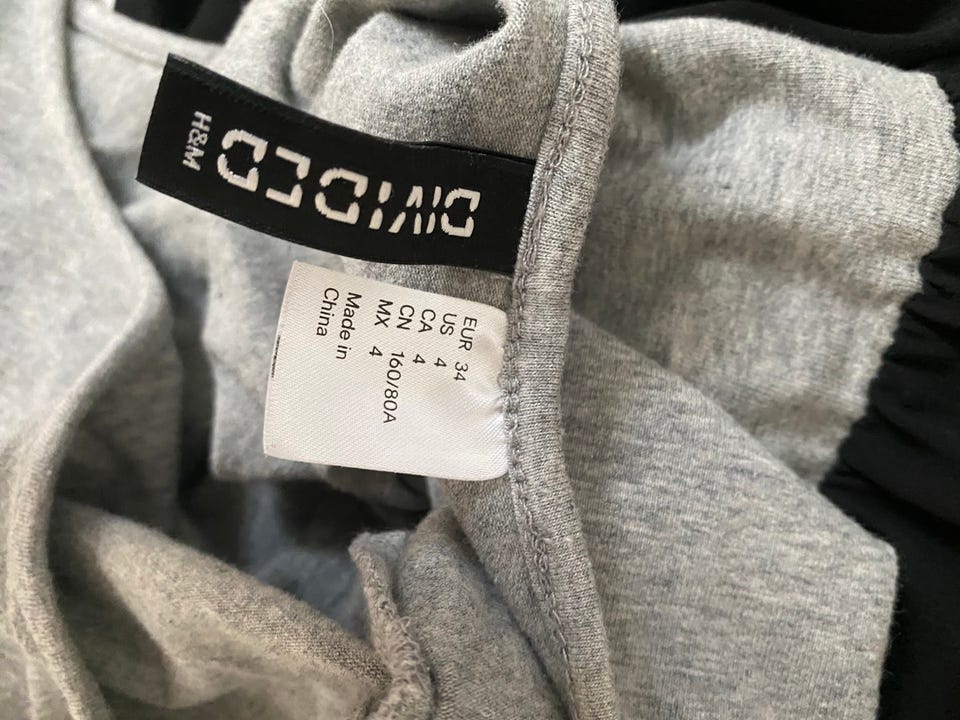 DIVIDED
H&M
EUR 34
US 4
CA 4
CN 160/80A
MX 4
Made in
China